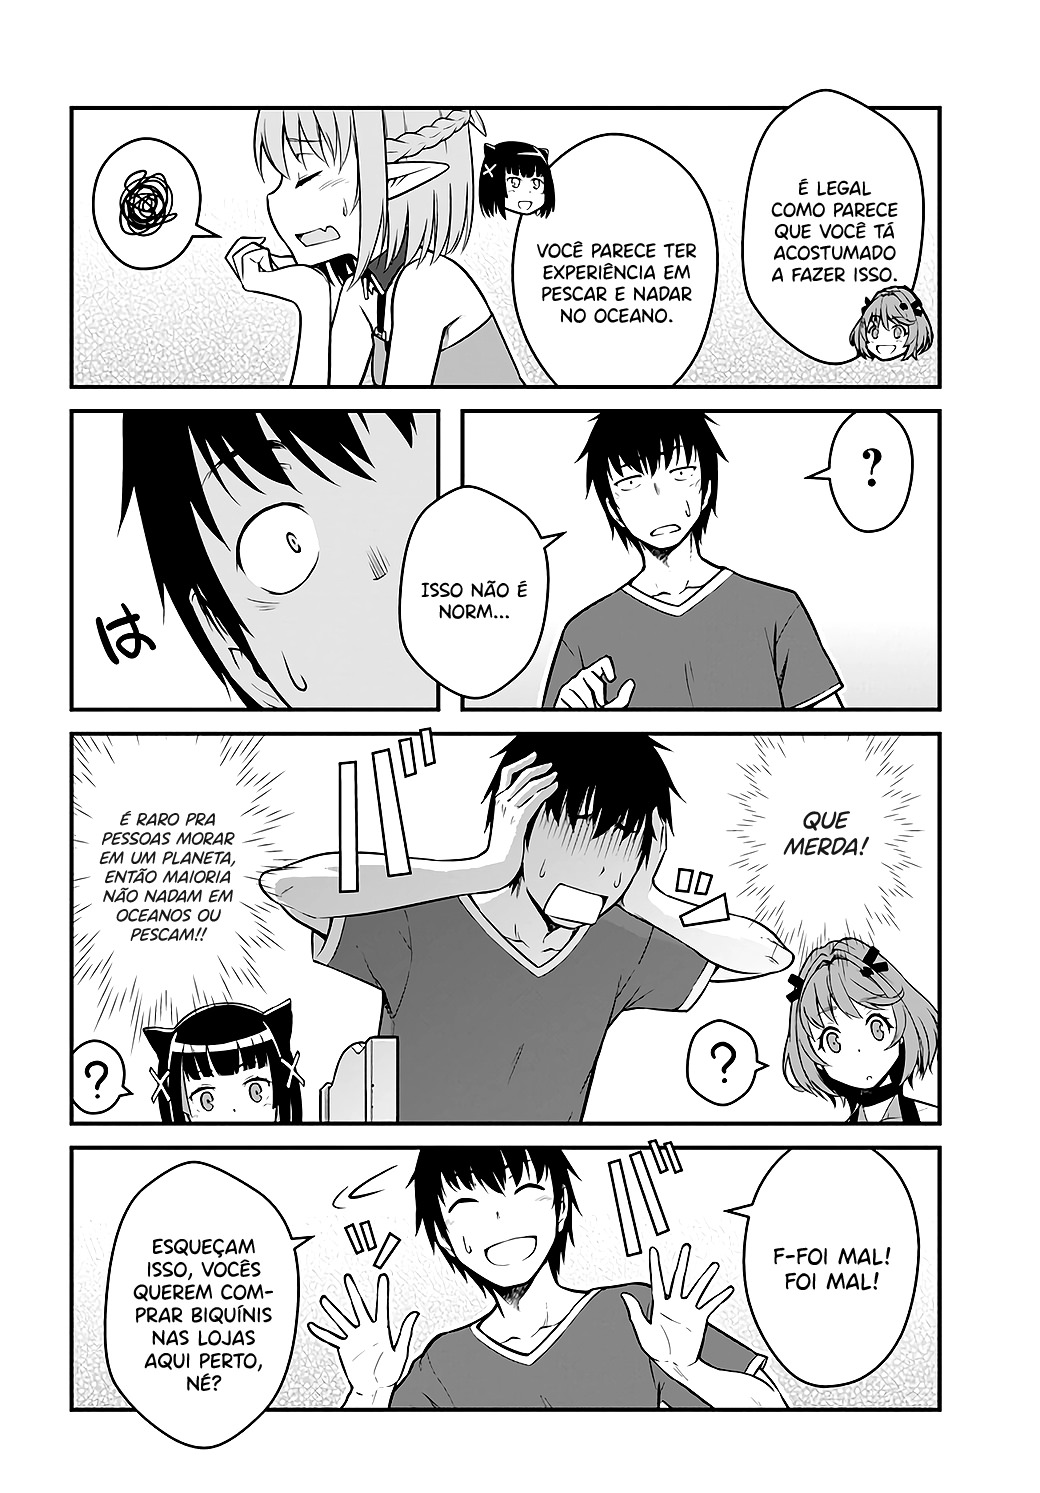 É LEGAL
COMO PARECE
QUE VOCÊ TÁ
ACOSTUMADO
A FAZER ISSO.
VOCÊ PARECE TER
EXPERIÊNCIA EM
PESCAR E NADAR
NO OCEANO.
?
ISSO NÃO É
NORM...
は
QUE
MERDA!
É RARO PRA
PESSOAS MORAR
EM UM PLANETA,
ENTÃO MAIORIA
NÃO NADAM EM
OCEANOS OU
PESCAM!!
?
?
F-FOI MAL!
FOI MAL!
ESQUEÇAM
ISSO, VOCÊS
QUEREM COM-
PRAR BIQUÍNIS
NAS LOJAS
AQUI PERTO,
NÉ?